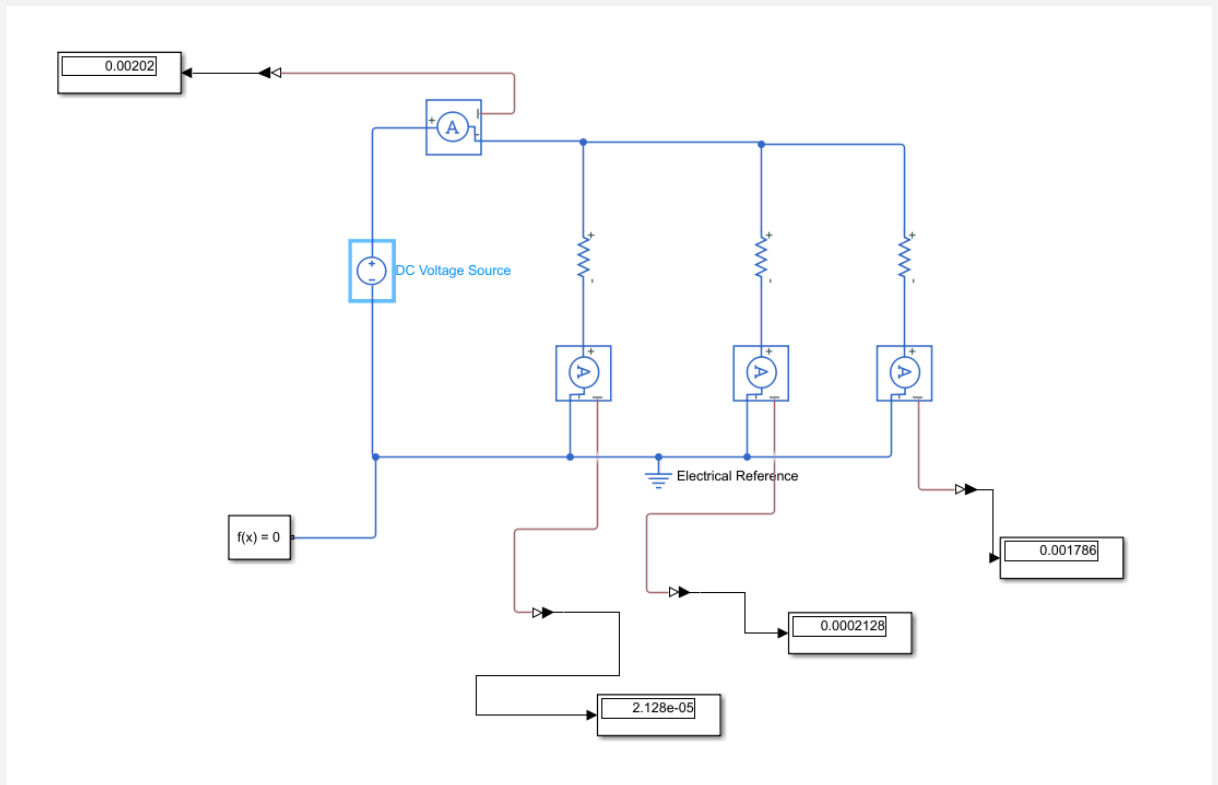 0.00202
A
DC Voltage Source
A
A
A
Electrical Reference
f(x) = 0
0.001786
0.0002128
2.128e-05